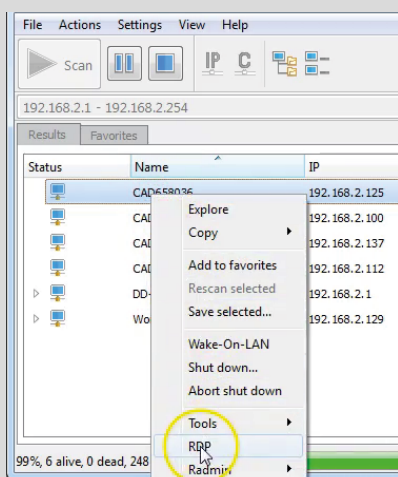 File Actions Settings View Help
Scan IP C
192.168.2.1 - 192.168.2.254
Results Favorites
Status Name IP
CAD658036 192.168.2.125
CAD 192.168.2.100
CAD 192.168.2.137
CAD 192.168.2.112
DD- 192.168.2.1
Wo 192.168.2.129
Explore
Copy
Add to favorites
Rescan selected
Save selected...
Wake-On-LAN
Shut down...
Abort shut down
Tools
RDP
Radmin
99%, 6 alive, 0 dead, 248